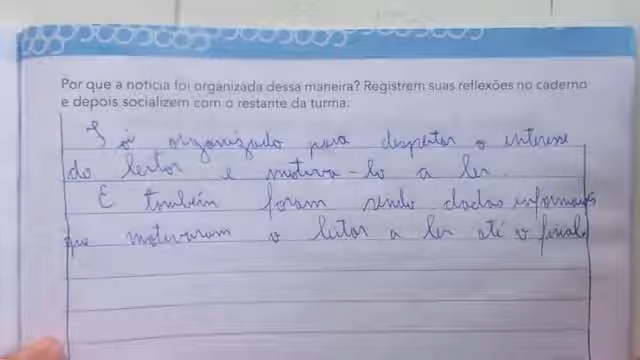 Por que a notícia foi organizada dessa maneira? Registrem suas reflexões no caderno
e depois socializem com o restante da turma.
Foi organizado para despertar o interesse
do leitor e motiva-lo a ler.
E também foram sendo dadas informações
que motivaram o leitor a ler até o final.